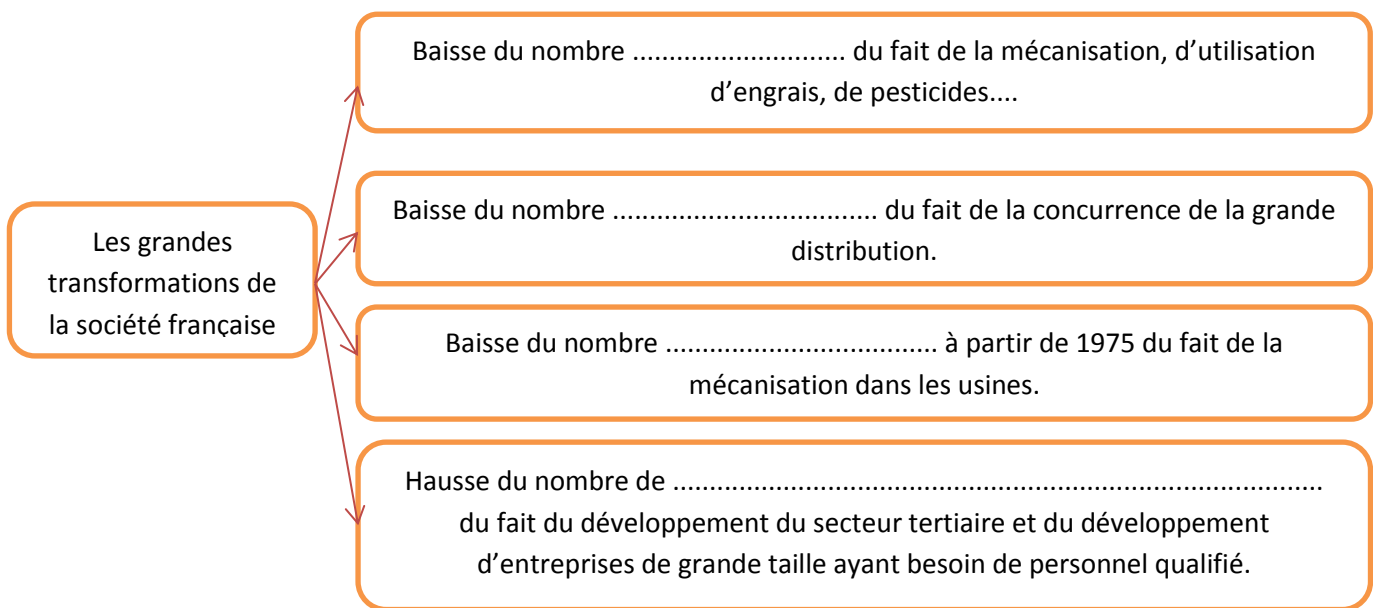 Baisse du nombre ............................. du fait de la mécanisation, d’utilisation
d’engrais, de pesticides....
Baisse du nombre .................................... du fait de la concurrence de la grande
distribution.
Les grandes
transformations de
la société française
Baisse du nombre ..................................... à partir de 1975 du fait de la
mécanisation dans les usines.
Hausse du nombre de ........................................................................................
du fait du développement du secteur tertiaire et du développement
d’entreprises de grande taille ayant besoin de personnel qualifié.